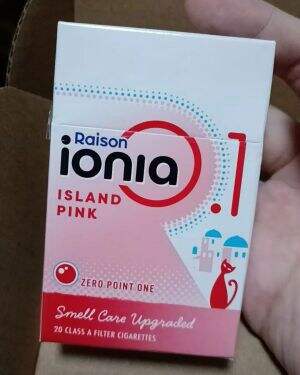 Raison
ionia
0.1
ISLAND
PINK
ZERO POINT ONE
Smell Care Upgraded
20 CLASS A FILTER CIGARETTES